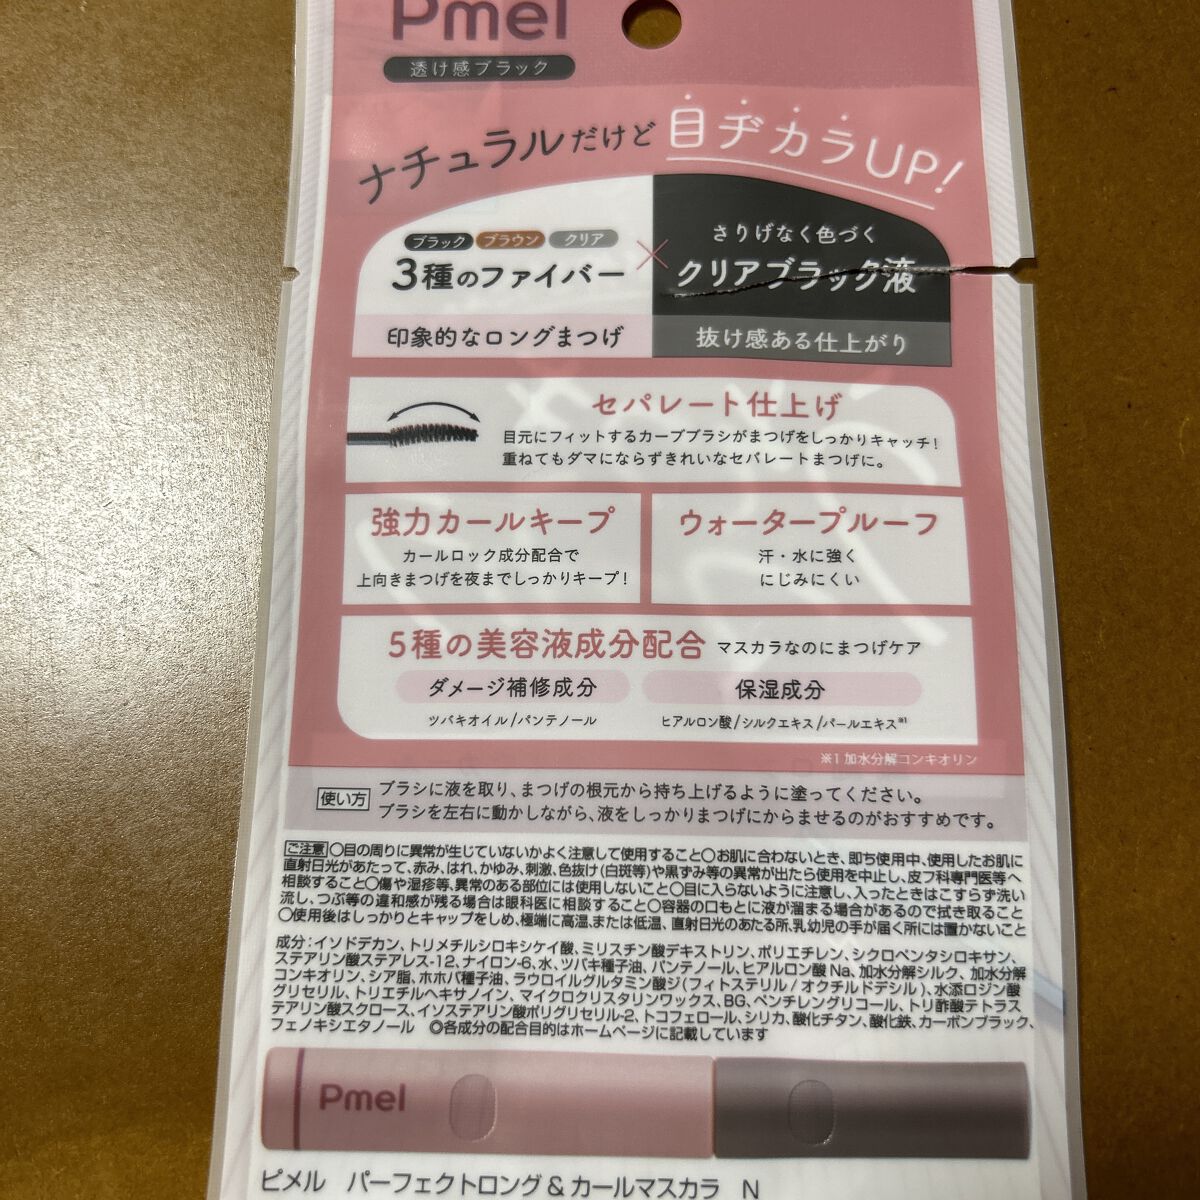 Pmel
透け感ブラック
ナチュラルだけど 目ヂカラUP!
ブラック ブラウン クリア
3種のファイバー
印象的なロングまつげ
×
さりげなく色づく
クリアブラック液
抜け感ある仕上がり
セパレート仕上げ
目元にフィットするカーブブラシがまつげをしっかりキャッチ!
重ねてもダマにならずきれいなセパレートまつげに。
強力カールキープ
カールロック成分配合で
上向きまつげを夜までしっかりキープ!
ウォータープルーフ
汗・水に強く
にじみにくい
5種の美容液成分配合 マスカラなのにまつげケア
ダメージ補修成分
ツバキオイル/パンテノール
保湿成分
ヒアルロン酸/シルクエキス/パールエキス※1
※1 加水分解コンキオリン
使い方 ブラシに液を取り、まつげの根元から持ち上げるように塗ってください。
ブラシを左右に動かしながら、液をしっかりまつげにからませるのがおすすめです。
ご注意 〇目の周りに異常が生じていないかよく注意して使用すること〇お肌に合わないとき、即ち使用中、使用したお肌に
直射日光があたって、赤み、はれ、かゆみ、刺激、色抜け(白斑等)や黒ずみ等の異常が出たら使用を中止し、皮フ科専門医等へ
相談すること〇傷や湿疹等、異常のある部位には使用しないこと〇目に入らないように注意し、入ったときはこすらず洗い
流し、つぶ等の違和感が残る場合は眼科医に相談すること〇容器の口もとに液が溜まる場合があるので拭き取ること
〇使用後はしっかりとキャップをしめ、極端に高温、または低温、直射日光のあたる所、乳幼児の手が届く所には置かないこと
成分:イソドデカン、トリメチルシロキシケイ酸、ミリスチン酸デキストリン、ポリエチレン、シクロペンタシロキサン、
ステアリン酸ステアレス-12、ナイロン-6、水、ツバキ種子油、パンテノール、ヒアルロン酸Na、加水分解シルク、加水分解
コンキオリン、シア脂、ホホバ種子油、ラウロイルグルタミン酸ジ(フィトステリル/オクチルドデシル)、水添ロジン酸
グリセリル、トリエチルヘキサノイン、マイクロクリスタリンワックス、BG、ペンチレングリコール、トリ酢酸テトラス
テアリン酸スクロース、イソステアリン酸ポリグリセリル-2、トコフェロール、シリカ、酸化チタン、酸化鉄、カーボンブラック、
フェノキシエタノール ◎各成分の配合目的はホームページに記載しています
Pmel
ピメル パーフェクトロング&カールマスカラ N